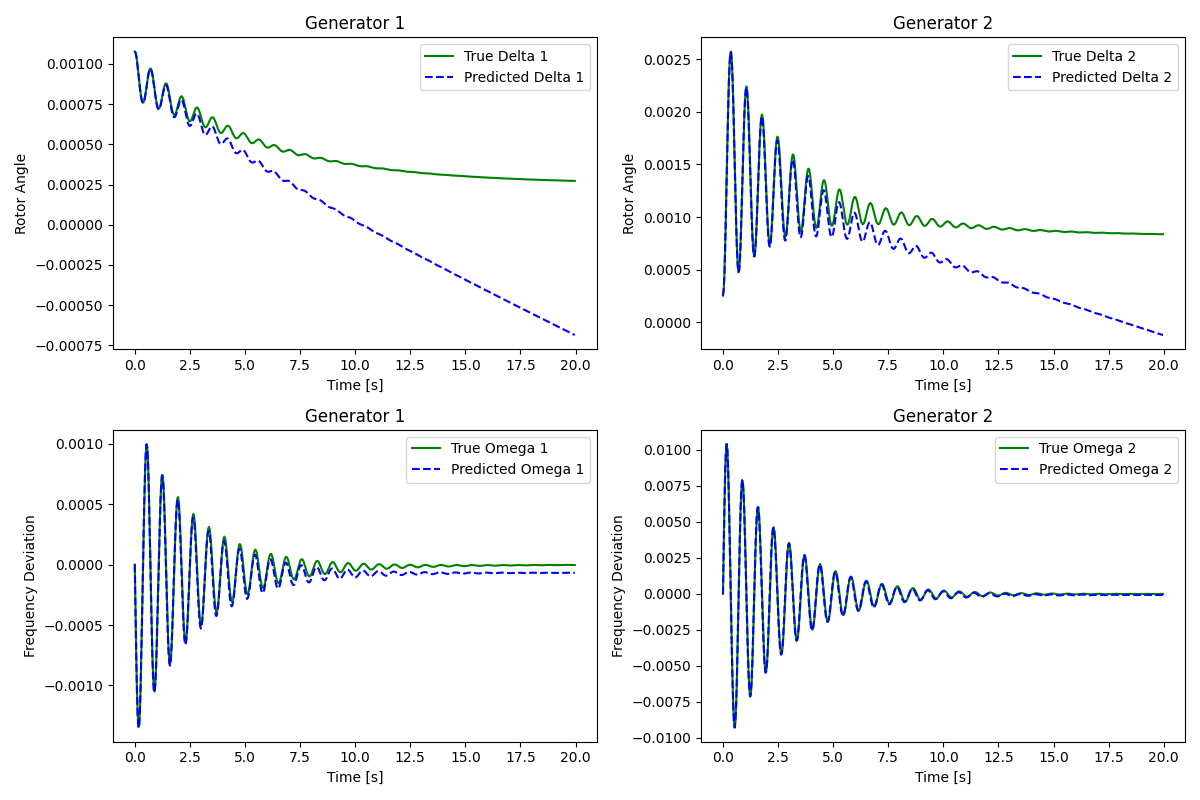 Generator 1
Rotor Angle
0.00100
0.00075
0.00050
0.00025
0.00000
−0.00025
−0.00050
−0.00075
True Delta 1
Predicted Delta 1
0.0 2.5 5.0 7.5 10.0 12.5 15.0 17.5 20.0
Time [s]
Generator 2
Rotor Angle
0.0025
0.0020
0.0015
0.0010
0.0005
0.0000
True Delta 2
Predicted Delta 2
0.0 2.5 5.0 7.5 10.0 12.5 15.0 17.5 20.0
Time [s]
Generator 1
Frequency Deviation
0.0010
0.0005
0.0000
−0.0005
−0.0010
True Omega 1
Predicted Omega 1
0.0 2.5 5.0 7.5 10.0 12.5 15.0 17.5 20.0
Time [s]
Generator 2
Frequency Deviation
0.0100
0.0075
0.0050
0.0025
0.0000
−0.0025
−0.0050
−0.0075
−0.0100
True Omega 2
Predicted Omega 2
0.0 2.5 5.0 7.5 10.0 12.5 15.0 17.5 20.0
Time [s]